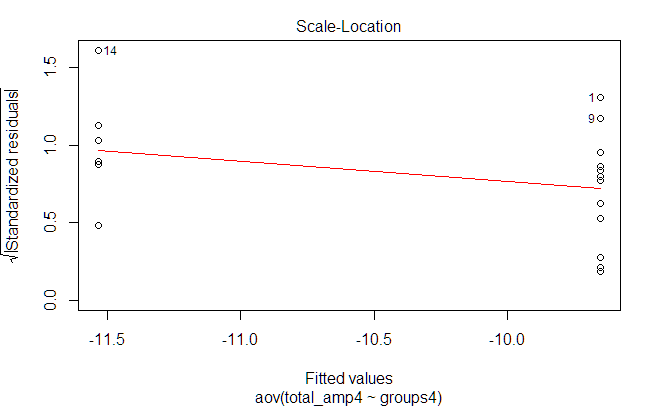 Scale-Location
√|Standardized residuals|
1.5
1.0
0.5
0.0
14
1
9
-11.5 -11.0 -10.5 -10.0
Fitted values
aov(total_amp4 ~ groups4)